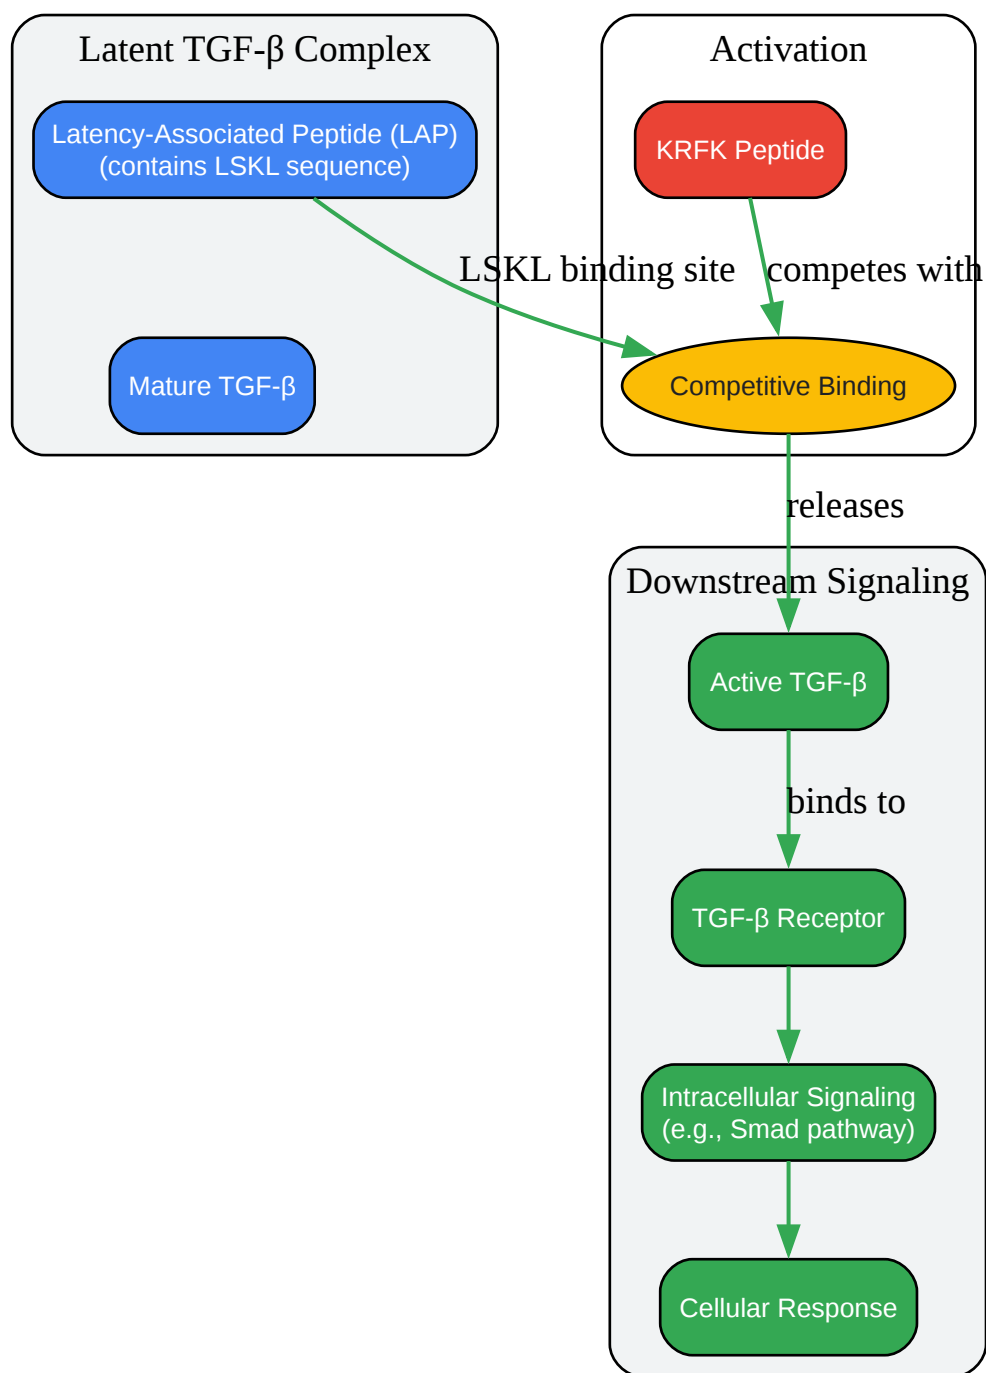 Latent TGF-β Complex
Latency-Associated Peptide (LAP)
(contains LSKL sequence)
Mature TGF-β
Activation
KRFK Peptide
LSKL binding site
competes with
Competitive Binding
releases
Downstream Signaling
Active TGF-β
binds to
TGF-β Receptor
Intracellular Signaling
(e.g., Smad pathway)
Cellular Response